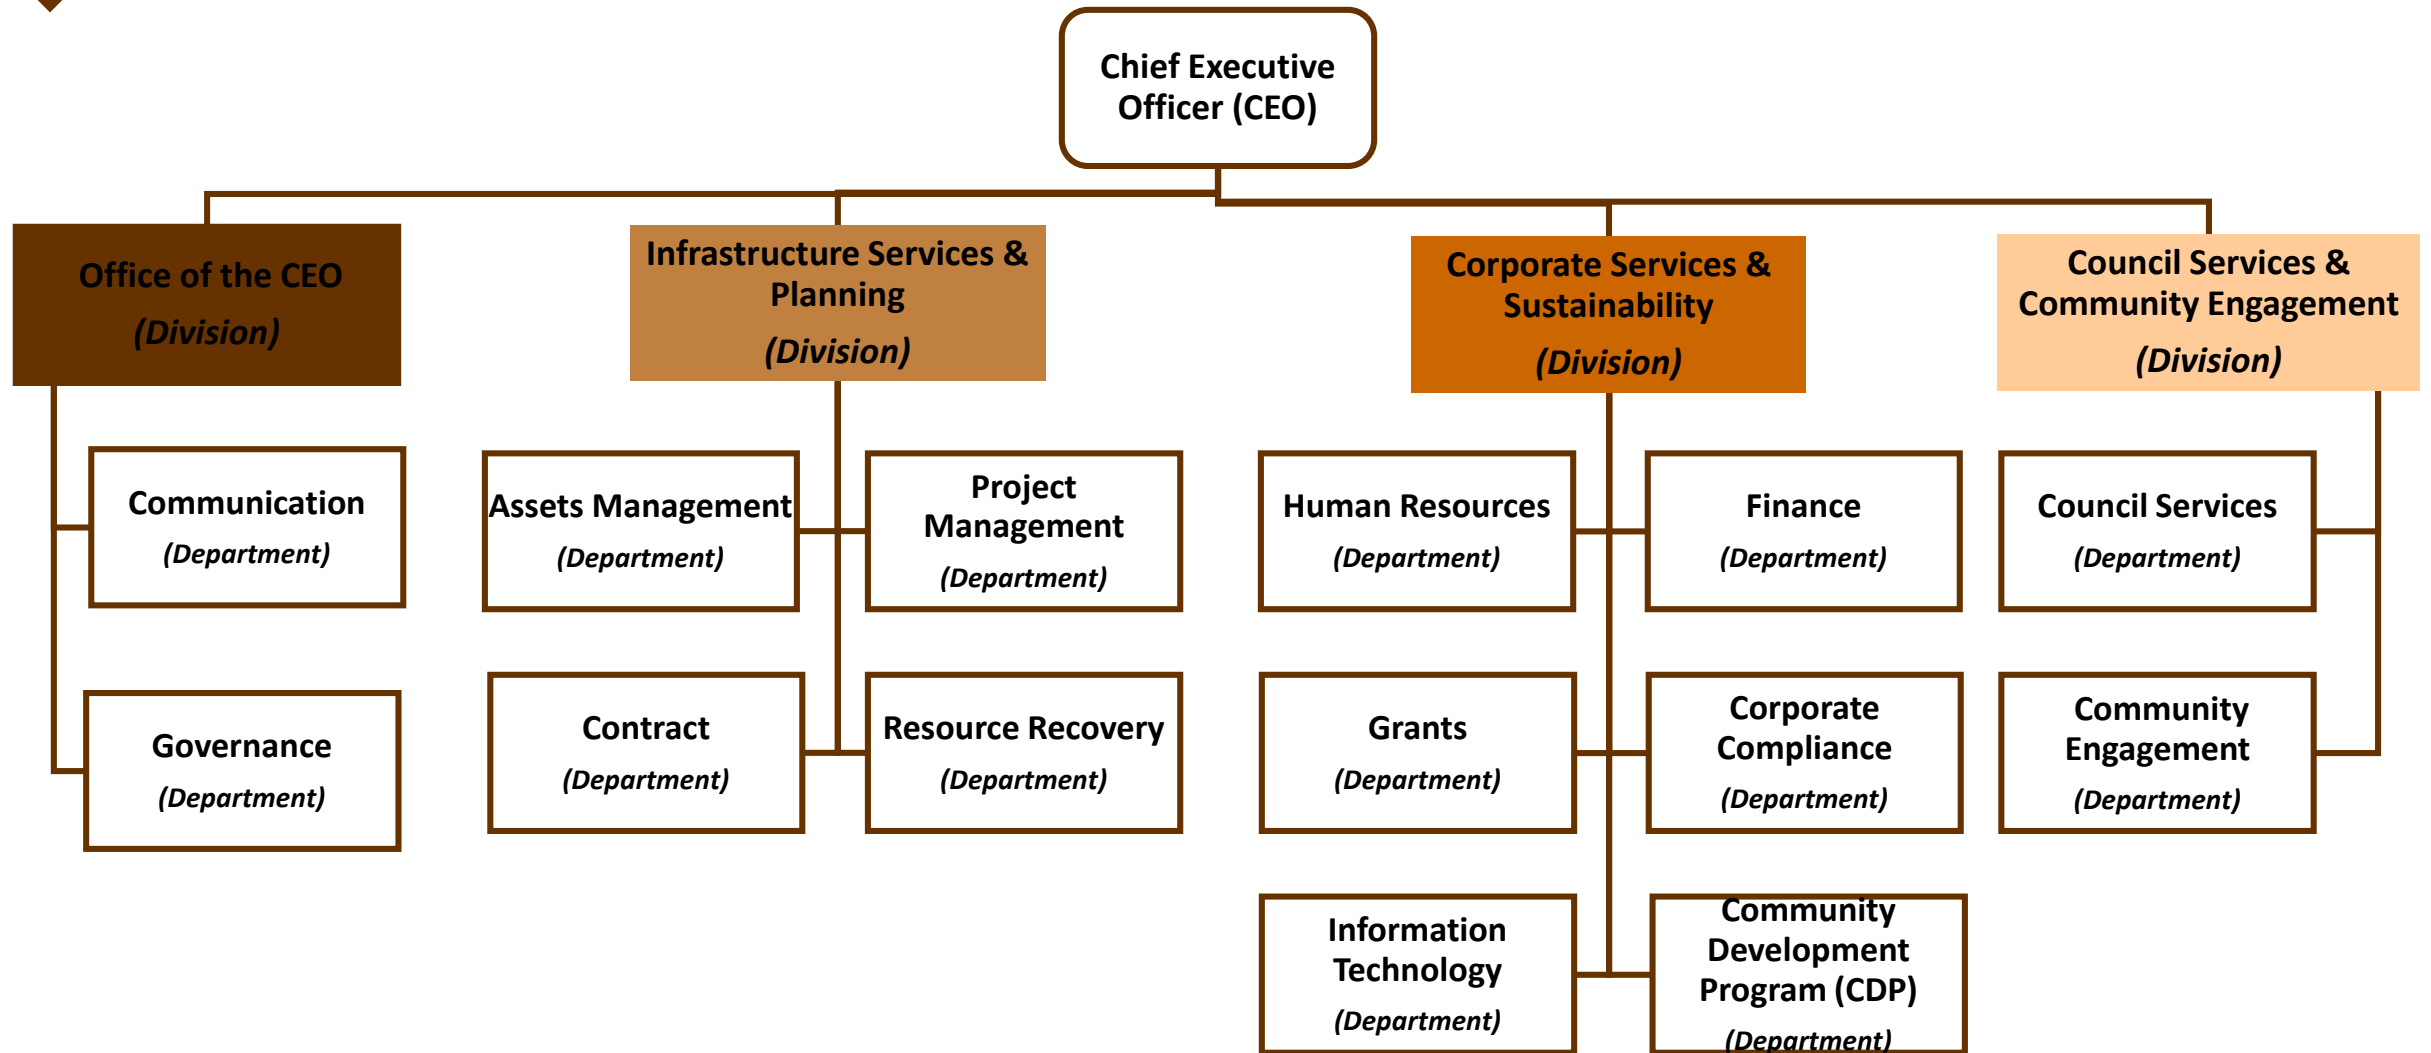 Chief Executive
Officer (CEO)
Office of the CEO
(Division)
Infrastructure Services &
Planning
(Division)
Corporate Services &
Sustainability
(Division)
Council Services &
Community Engagement
(Division)
Communication
(Department)
Assets Management
(Department)
Project
Management
(Department)
Human Resources
(Department)
Finance
(Department)
Council Services
(Department)
Governance
(Department)
Contract
(Department)
Resource Recovery
(Department)
Grants
(Department)
Corporate
Compliance
(Department)
Community
Engagement
(Department)
Information
Technology
(Department)
Community
Development
Program (CDP)
(Department)